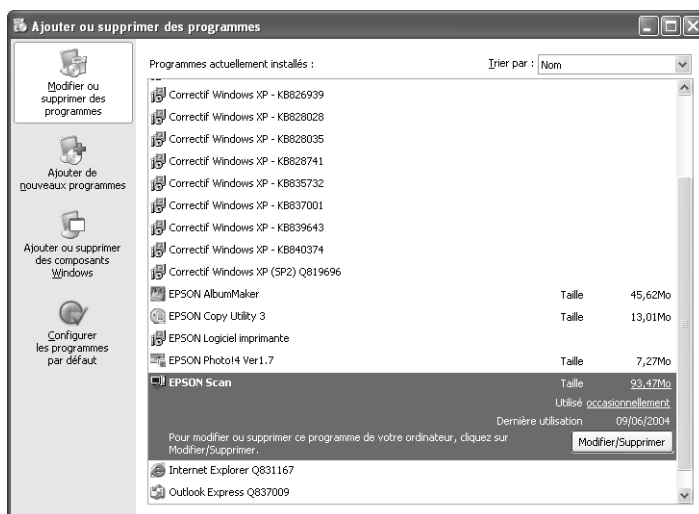 Ajouter ou supprimer des programmes
Modifier ou
supprimer des
programmes
Ajouter de
nouveaux programmes
Ajouter ou supprimer
des composants
Windows
Configurer
les programmes
par défaut
Programmes actuellement installés :
Trier par : Nom
Correctif Windows XP - KB826939
Correctif Windows XP - KB828028
Correctif Windows XP - KB828035
Correctif Windows XP - KB828741
Correctif Windows XP - KB835732
Correctif Windows XP - KB837001
Correctif Windows XP - KB839643
Correctif Windows XP - KB840374
Correctif Windows XP (SP2) Q819696
EPSON AlbumMaker Taille 45,62Mo
EPSON Copy Utility 3 Taille 13,01Mo
EPSON Logiciel imprimante
EPSON Photo!4 Ver1.7 Taille 7,27Mo
EPSON Scan Taille 93,47Mo
Utilisé occasionnellement
Dernière utilisation 09/06/2004
Pour modifier ou supprimer ce programme de votre ordinateur, cliquez sur
Modifier/Supprimer.
Modifier/Supprimer
Internet Explorer Q831167
Outlook Express Q837009